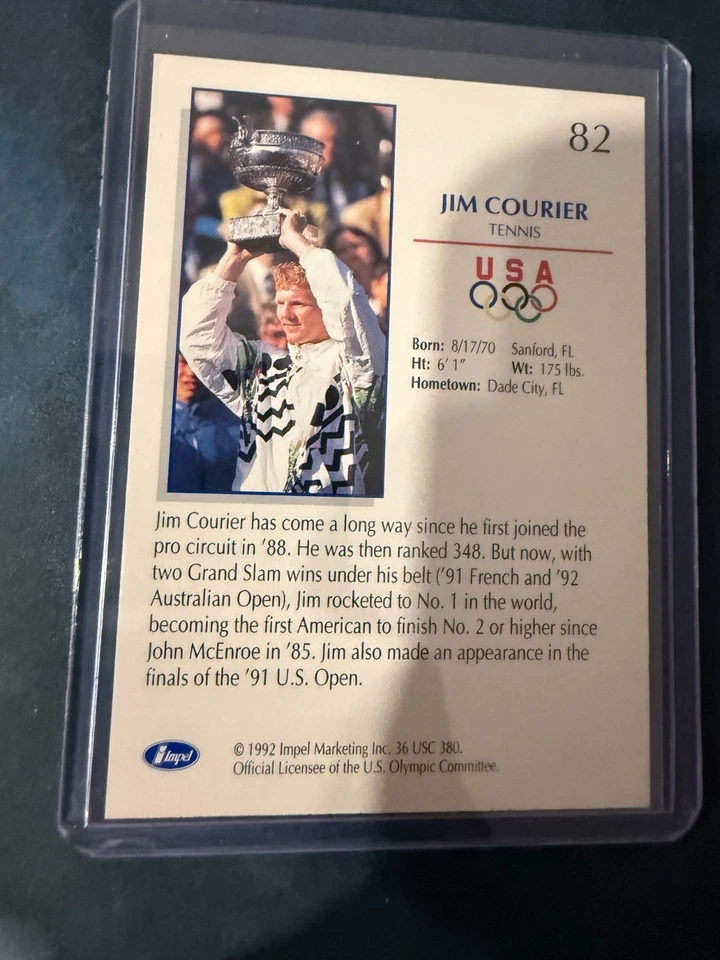 82
JIM COURIER
TENNIS
USA
Born: 8/17/70 Sanford, FL
Ht: 6' 1" Wt: 175 lbs.
Hometown: Dade City, FL
Jim Courier has come a long way since he first joined the
pro circuit in '88. He was then ranked 348. But now, with
two Grand Slam wins under his belt ('91 French and '92
Australian Open), Jim rocketed to No. 1 in the world,
becoming the first American to finish No. 2 or higher since
John McEnroe in '85. Jim also made an appearance in the
finals of the '91 U.S. Open.
Impel
© 1992 Impel Marketing Inc. 36 USC 380.
Official Licensee of the U.S. Olympic Committee.